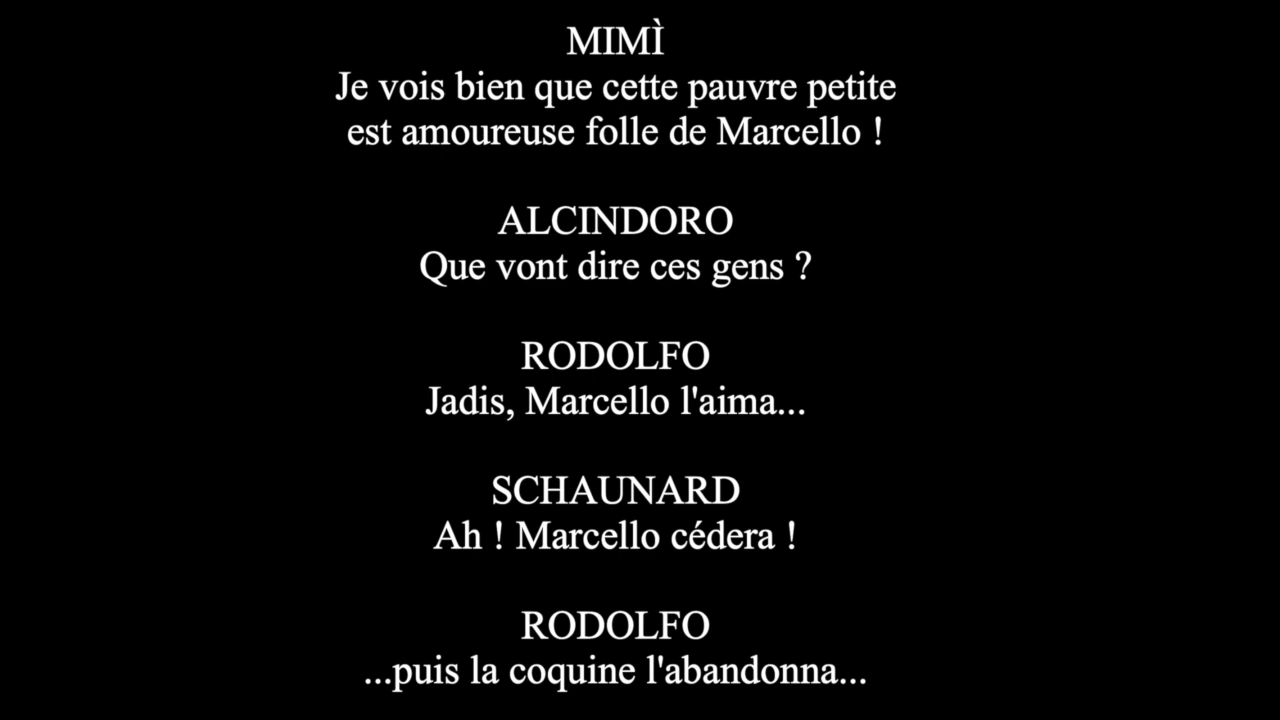 MIMÌ
Je vois bien que cette pauvre petite
est amoureuse folle de Marcello !
ALCINDORO
Que vont dire ces gens ?
RODOLFO
Jadis, Marcello l'aima...
SCHAUNARD
Ah ! Marcello cédera !
RODOLFO
...puis la coquine l'abandonna...